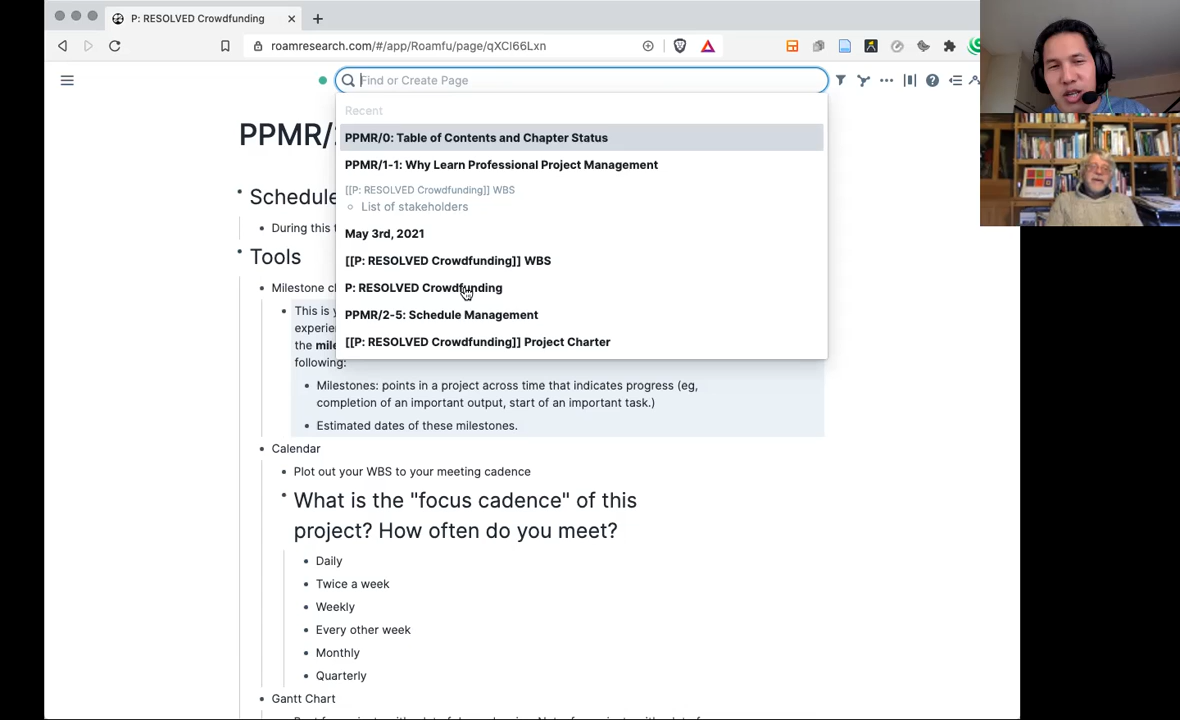 P: RESOLVED Crowdfunding
roamresearch.com/#/app/Roamfu/page/qXCl66Lxn
Find or Create Page
Recent
PPMR/0: Table of Contents and Chapter Status
PPMR/1-1: Why Learn Professional Project Management
[[P: RESOLVED Crowdfunding]] WBS
List of stakeholders
May 3rd, 2021
[[P: RESOLVED Crowdfunding]] WBS
P: RESOLVED Crowdfunding
PPMR/2-5: Schedule Management
[[P: RESOLVED Crowdfunding]] Project Charter
PPMR/
Schedule
During this
Tools
Milestone
This is
the
following:
Milestones: points in a project across time that indicates progress (eg,
completion of an important output, start of an important task.)
Estimated dates of these milestones.
Calendar
Plot out your WBS to your meeting cadence
What is the "focus cadence" of this
project? How often do you meet?
Daily
Twice a week
Weekly
Every other week
Monthly
Quarterly
Gantt Chart